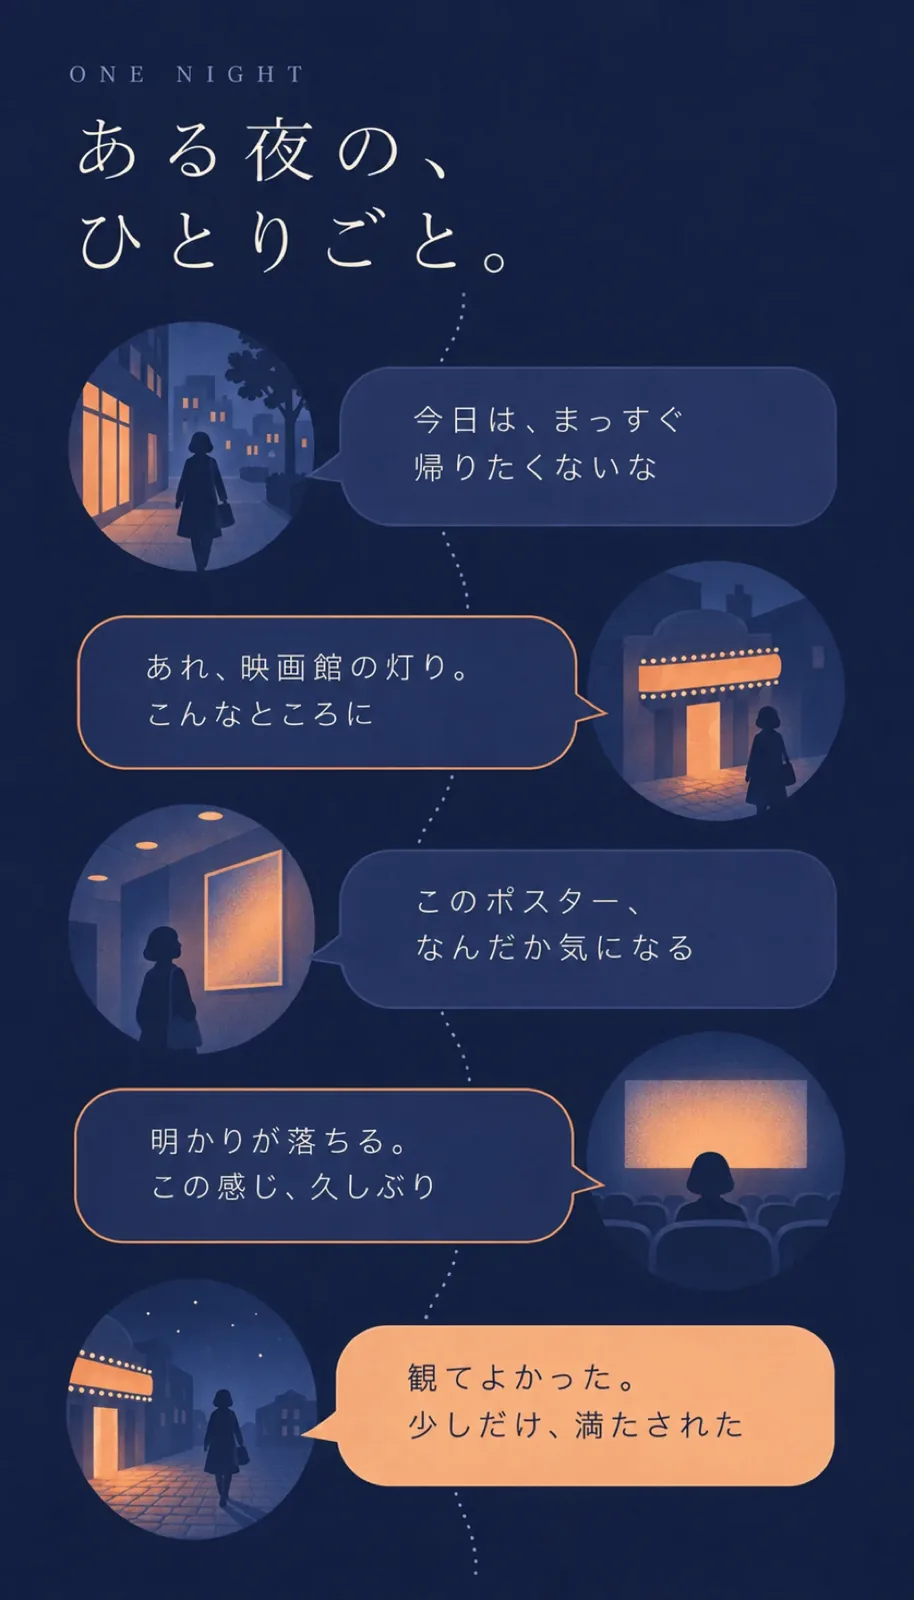 ONE NIGHT
ある夜の、
ひとりごと。
今日は、まっすぐ
帰りたくないな
あれ、映画館の灯り。
こんなところに
このポスター、
なんだか気になる
明かりが落ちる。
この感じ、久しぶり
観てよかった。
少しだけ、満たされた